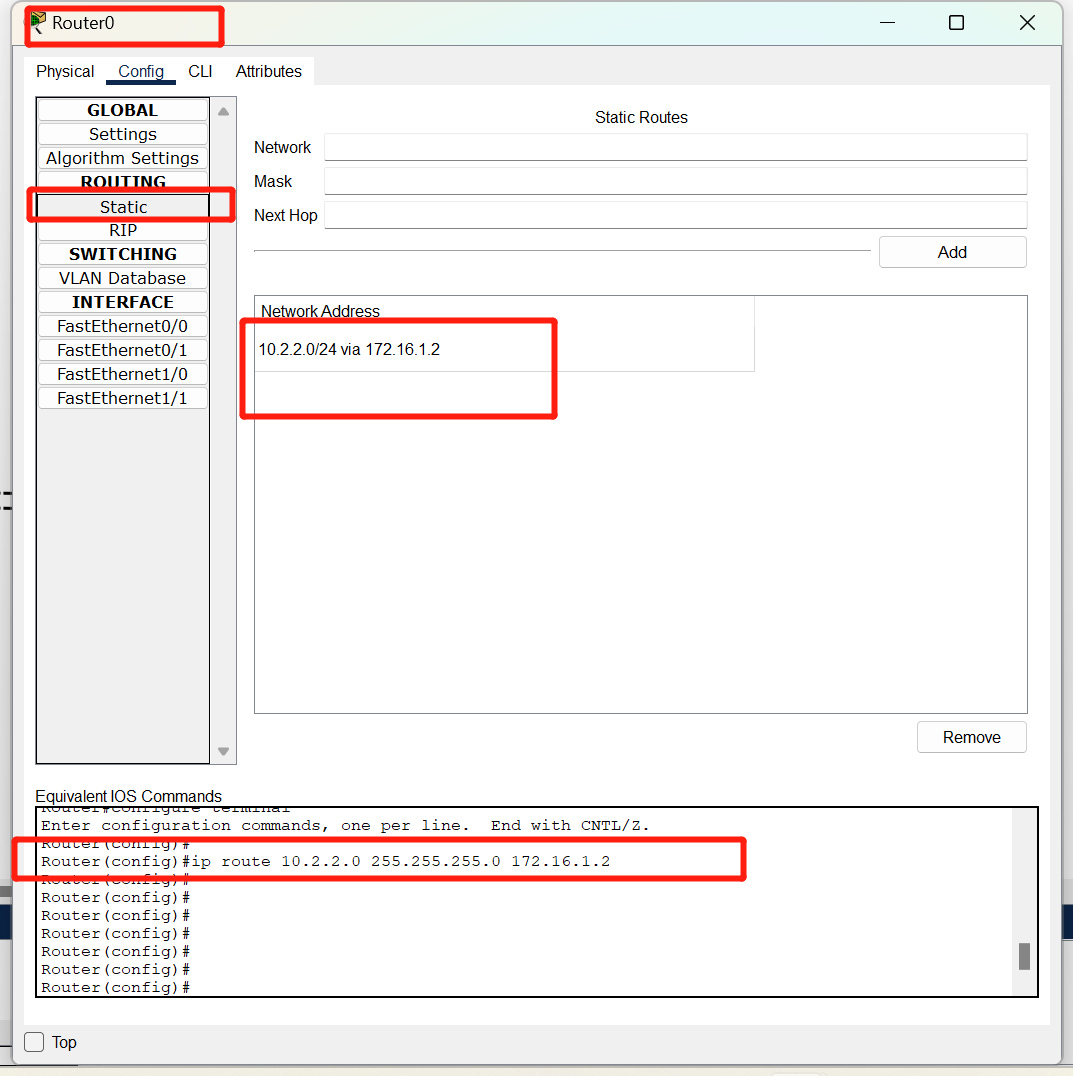 Router0
Physical Config CLI Attributes
GLOBAL
Settings
Algorithm Settings
ROUTING
Static
RIP
SWITCHING
VLAN Database
INTERFACE
FastEthernet0/0
FastEthernet0/1
FastEthernet1/0
FastEthernet1/1
Static Routes
Network
Mask
Next Hop
Add
Network Address
10.2.2.0/24 via 172.16.1.2
Remove
Equivalent IOS Commands
Router#configure terminal
Enter configuration commands, one per line. End with CNTL/Z.
Router(config)#
Router(config)#ip route 10.2.2.0 255.255.255.0 172.16.1.2
Router(config)#
Router(config)#
Router(config)#
Router(config)#
Router(config)#
Router(config)#
Router(config)#
Top